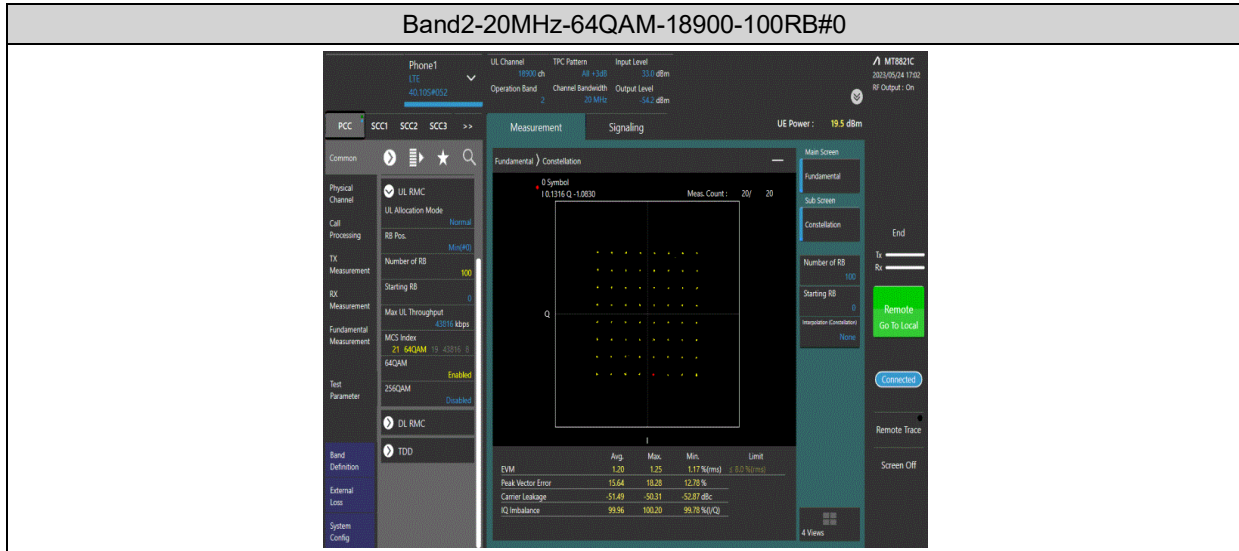 Band2-20MHz-64QAM-18900-100RB#0
Phone1
LTE
40.105#052
UL Channel
18900 ch
TPC Pattern
All +3dB
Input Level
33.0 dBm
Operation Band
2
Channel Bandwidth
20 MHz
Output Level
-54.2 dBm
MT8821C
2023/05/24 17:02
RF Output : On
PCC
SCC1
SCC2
SCC3
>>
Measurement
Signaling
UE Power : 19.5 dBm
Common
Physical
Channel
Call
Processing
TX
Measurement
RX
Measurement
Fundamental
Measurement
Test
Parameter
Band
Definition
External
Loss
System
Config
UL RMC
UL Allocation Mode
Normal
RB Pos.
Min(#0)
Number of RB
100
Starting RB
0
Max UL Throughput
43816 kbps
MCS Index
21 64QAM 19 43816 8
64QAM
Enabled
256QAM
Disabled
DL RMC
TDD
Fundamental ) Constellation
0 Symbol
I 0.1316 Q -1.0830
Meas. Count : 20/ 20
Q
I
Avg. Max. Min. Limit
EVM 1.20 1.25 1.17 %(rms) ≤ 8.0 %(rms)
Peak Vector Error 15.64 18.28 12.78 %
Carrier Leakage -51.49 -50.31 -52.87 dBc
IQ Imbalance 99.96 100.20 99.78 %(I/Q)
Main Screen
Fundamental
Sub Screen
Constellation
Number of RB
100
Starting RB
0
Interpolation (Constellation)
None
4 Views
End
Tx
Rx
Remote
Go To Local
Connected
Remote Trace
Screen Off